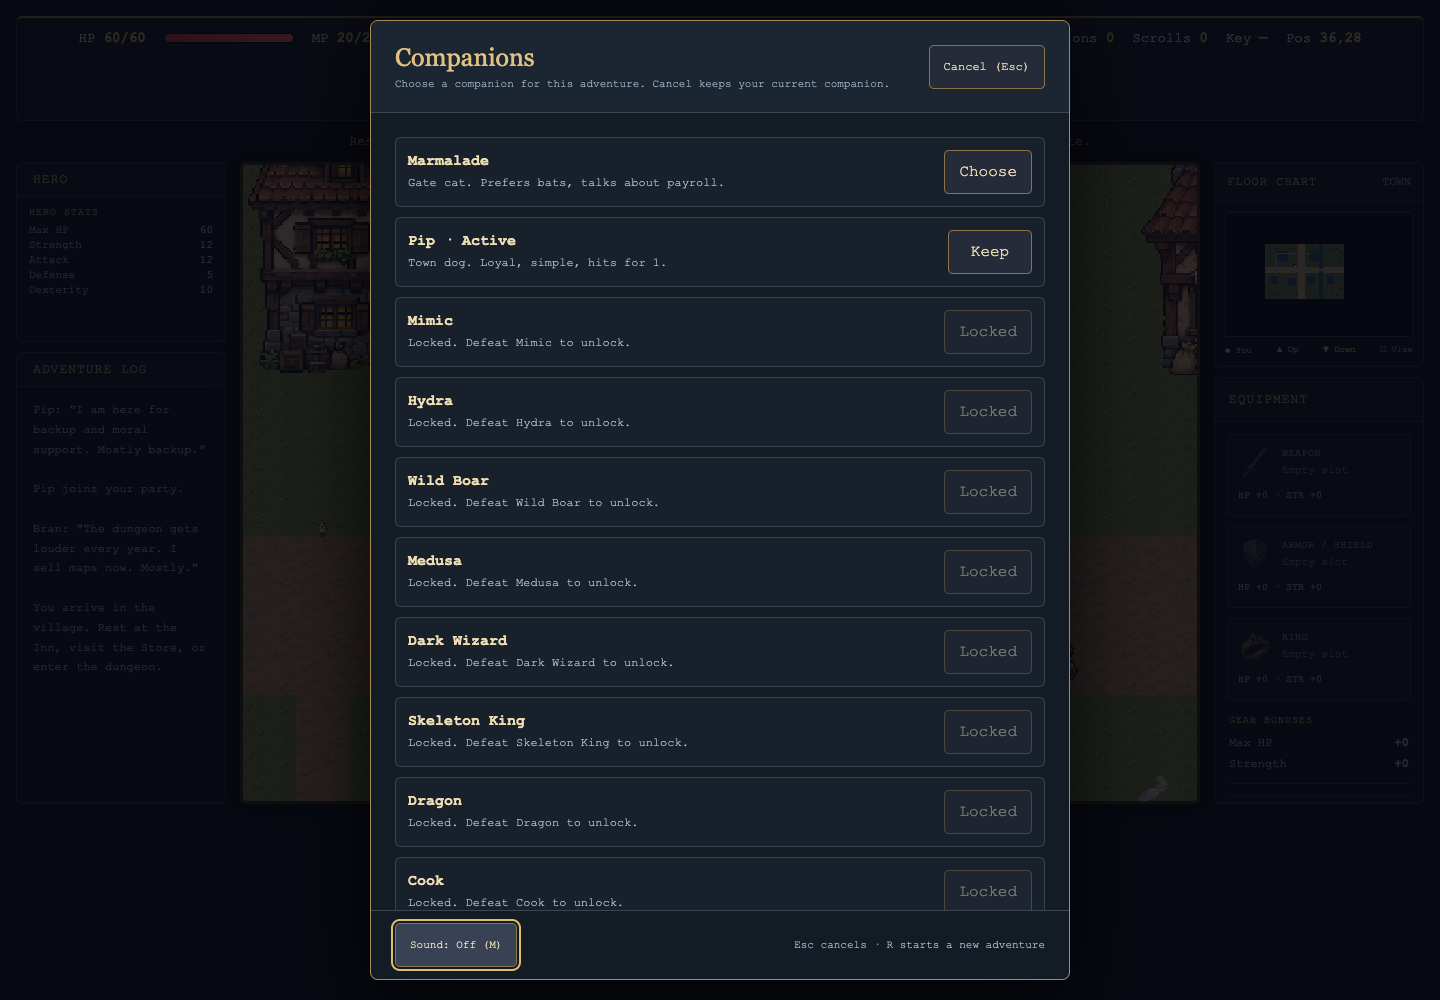 HP 60/60
MP 20/2
ons 0 Scrolls 0 Key — Pos 36,28
Companions
Choose a companion for this adventure. Cancel keeps your current companion.
Cancel (Esc)
Marmalade
Gate cat. Prefers bats, talks about payroll.
Choose
Pip · Active
Town dog. Loyal, simple, hits for 1.
Keep
Mimic
Locked. Defeat Mimic to unlock.
Locked
Hydra
Locked. Defeat Hydra to unlock.
Locked
Wild Boar
Locked. Defeat Wild Boar to unlock.
Locked
Medusa
Locked. Defeat Medusa to unlock.
Locked
Dark Wizard
Locked. Defeat Dark Wizard to unlock.
Locked
Skeleton King
Locked. Defeat Skeleton King to unlock.
Locked
Dragon
Locked. Defeat Dragon to unlock.
Locked
Cook
Locked. Defeat Cook to unlock.
Locked
Sound: Off (M)
Esc cancels · R starts a new adventure
HERO
HERO STATS
Max HP 60
Strength 12
Attack 12
Defense 5
Dexterity 10
ADVENTURE LOG
Pip: "I am here for
backup and moral
support. Mostly backup."
Pip joins your party.
Bran: "The dungeon gets
louder every year. I
sell maps now. Mostly."
You arrive in the
village. Rest at the
Inn, visit the Store, or
enter the dungeon.
FLOOR CHART TOWN
◆ You ▲ Up ▼ Down □ View
EQUIPMENT
WEAPON
Empty slot
HP +0 · STR +0
ARMOR / SHIELD
Empty slot
HP +0 · STR +0
RING
Empty slot
HP +0 · STR +0
GEAR BONUSES
Max HP +0
Strength +0